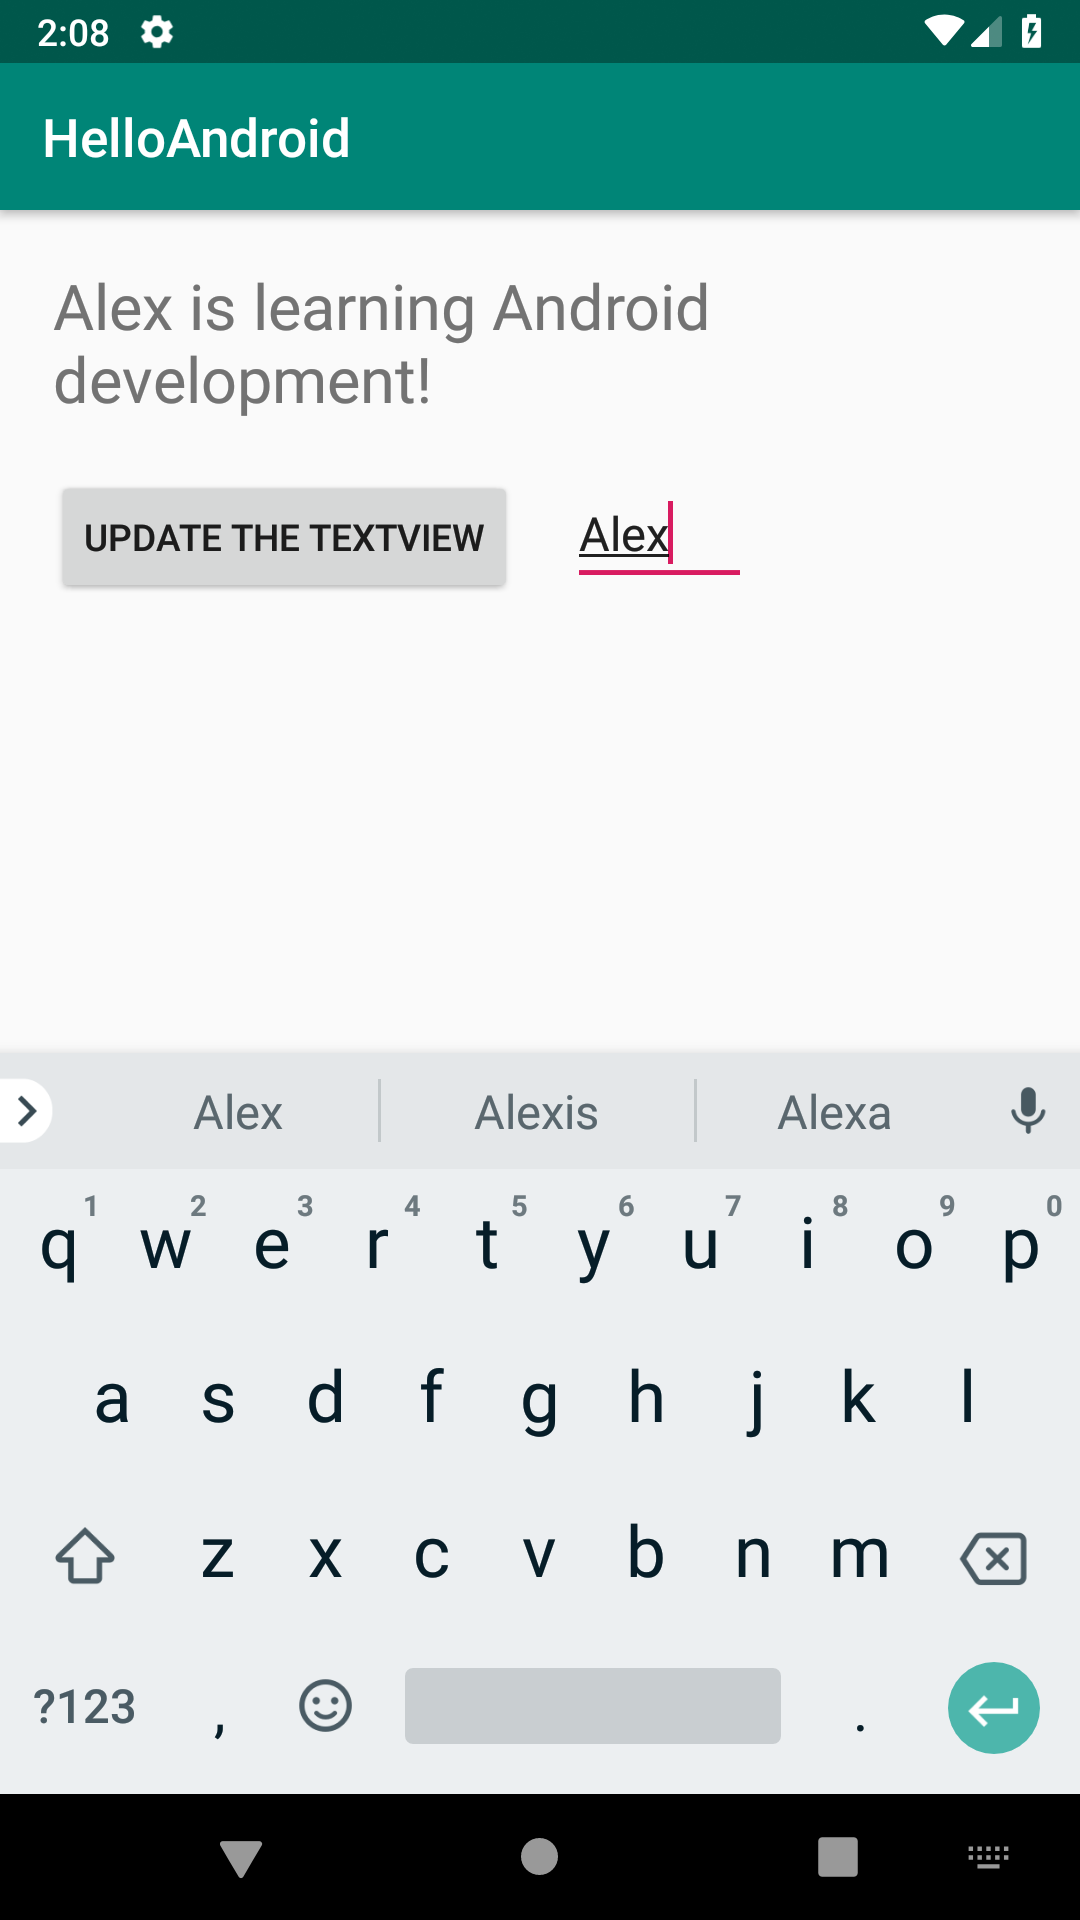 2:08
HelloAndroid
Alex is learning Android
development!
UPDATE THE TEXTVIEW
Alex
Alex Alexis Alexa
1 2 3 4 5 6 7 8 9 0
q w e r t y u i o p
a s d f g h j k l
z x c v b n m
?123 , .